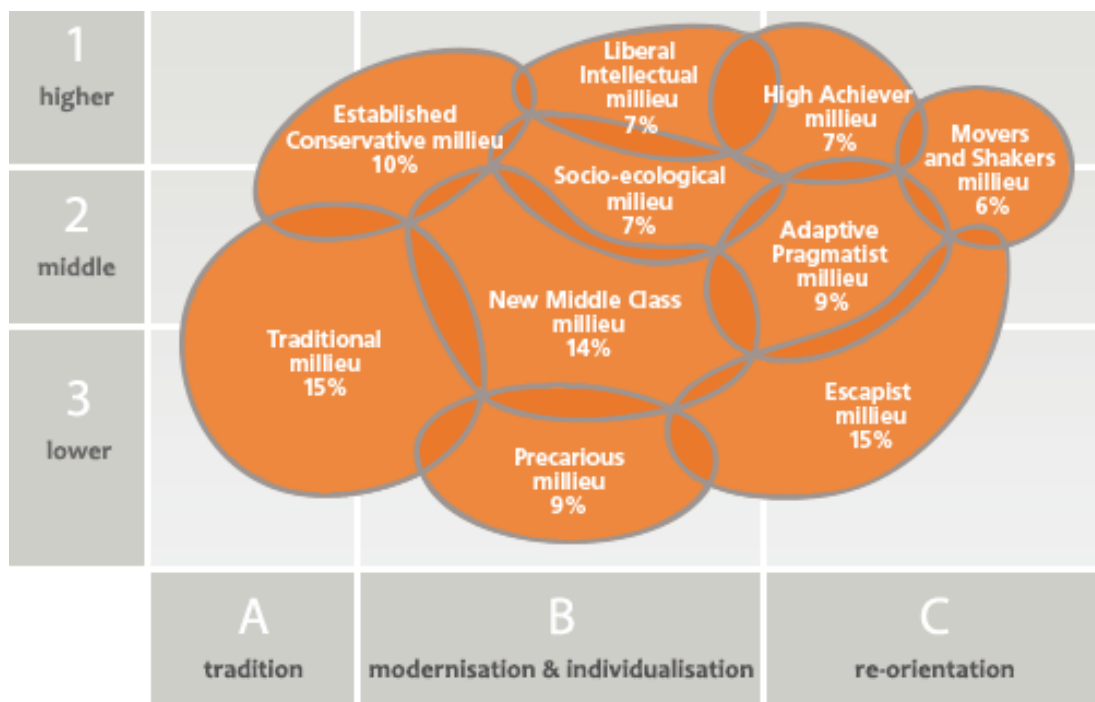 1
higher
2
middle
3
lower
Established
Conservative millieu
10%
Liberal
Intellectual
millieu
7%
High Achiever
millieu
7%
Movers
and Shakers
millieu
6%
Socio-ecological
milieu
7%
Adaptive
Pragmatist
millieu
9%
New Middle Class
millieu
14%
Traditional
millieu
15%
Escapist
millieu
15%
Precarious
millieu
9%
A
tradition
B
modernisation & individualisation
C
re-orientation